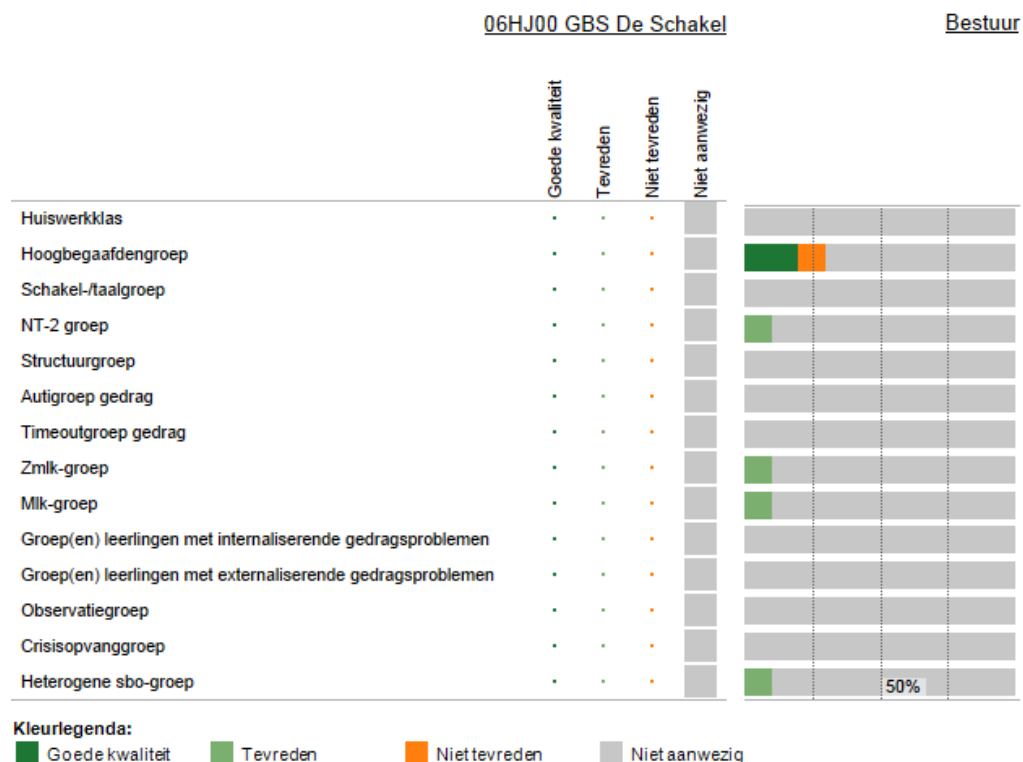 06HJ00 GBS De Schakel
Bestuur
Goede kwaliteit
Tevreden
Niet tevreden
Niet aanwezig
Huiswerkklas
Hoogbegaafdengroep
Schakel-/taalgroep
NT-2 groep
Structuurgroep
Autigroep gedrag
Timeoutgroep gedrag
Zmlk-groep
Mlk-groep
Groep(en) leerlingen met internaliserende gedragsproblemen
Groep(en) leerlingen met externaliserende gedragsproblemen
Observatiegroep
Crisisopvanggroep
Heterogene sbo-groep
50%
Kleurlegenda:
Goede kwaliteit Tevreden Niet tevreden Niet aanwezig